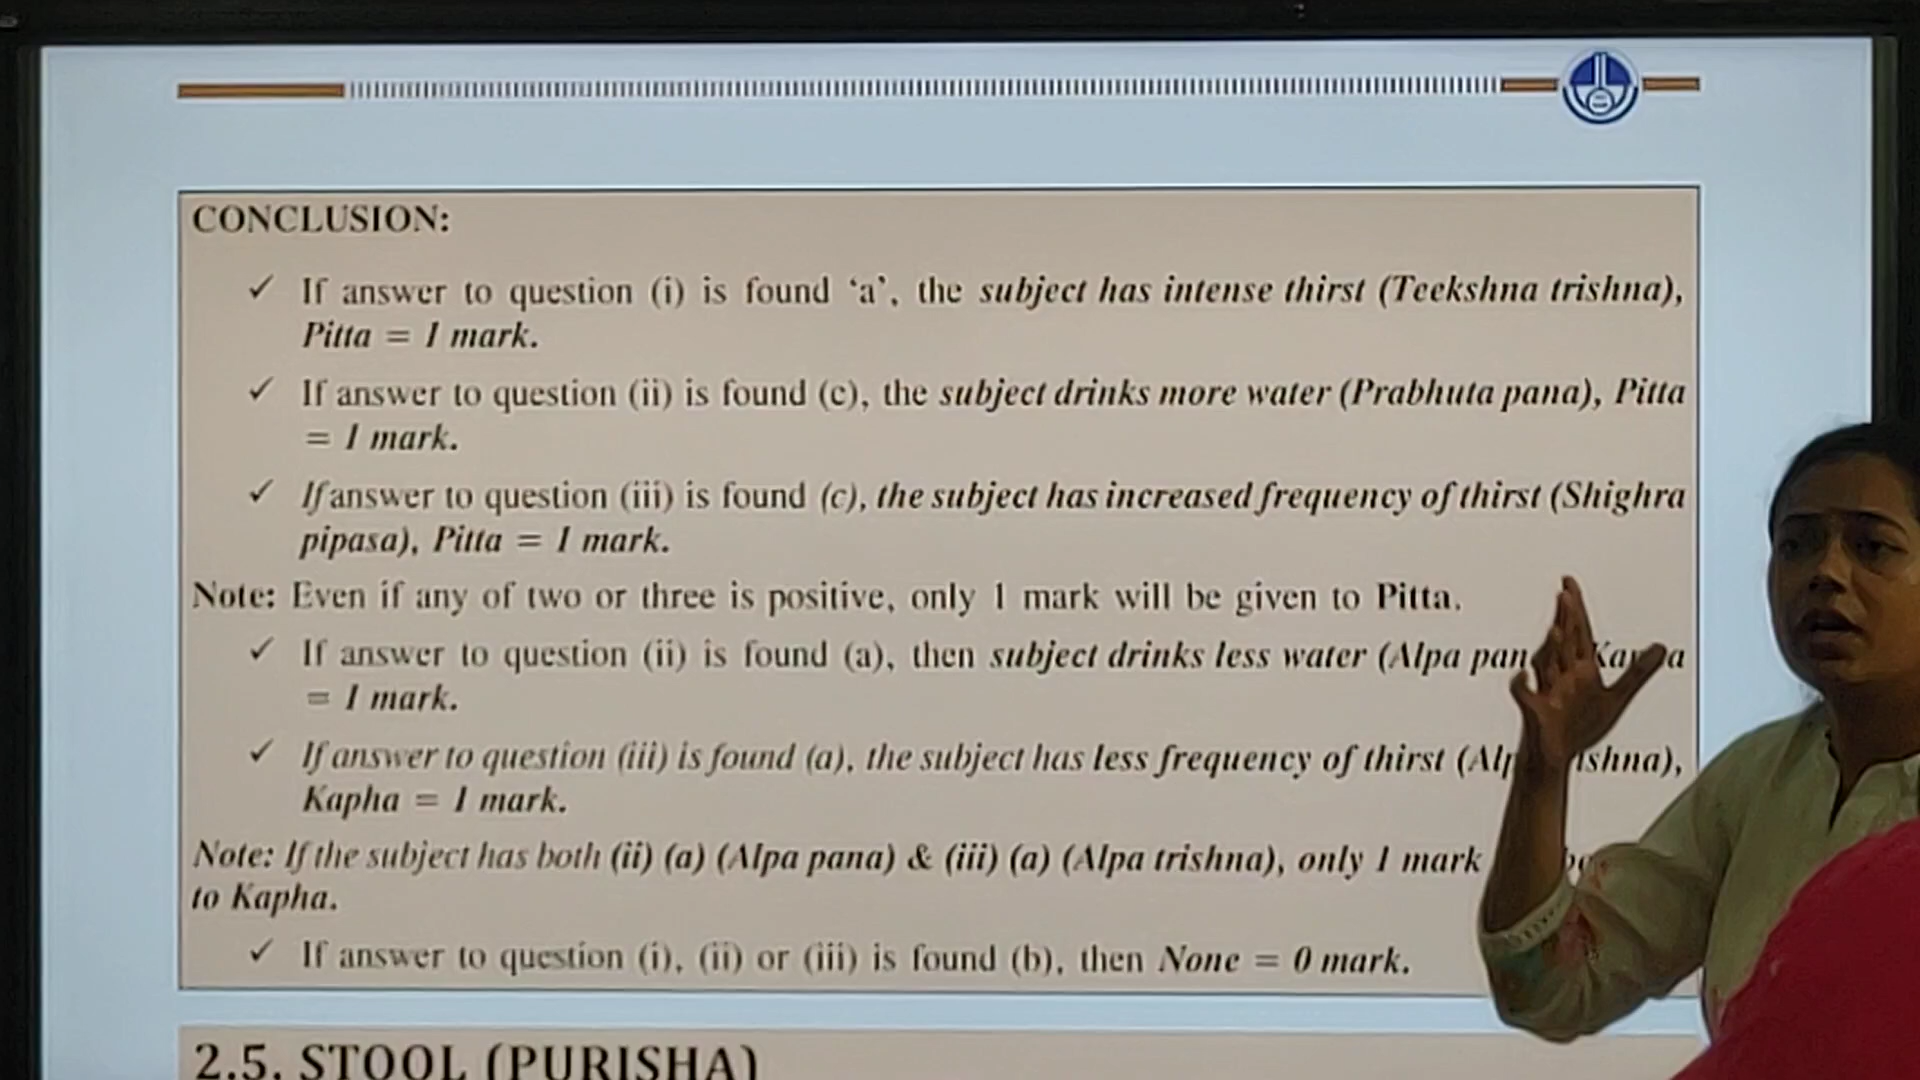 CONCLUSION:
✓ If answer to question (i) is found ‘a’, the subject has intense thirst (Teekshna trishna),
Pitta = 1 mark.
✓ If answer to question (ii) is found (c), the subject drinks more water (Prabhuta pana), Pitta
= 1 mark.
✓ If answer to question (iii) is found (c), the subject has increased frequency of thirst (Shighra
pipasa), Pitta = 1 mark.
Note: Even if any of two or three is positive, only 1 mark will be given to Pitta.
✓ If answer to question (ii) is found (a), then subject drinks less water (Alpa
= 1 mark.
✓ If answer to question (iii) is found (a), the subject has less frequency of thirst
Kapha = 1 mark.
Note: If the subject has both (ii) (a) (Alpa pana) & (iii) (a) (Alpa trishna), only 1 mark
to Kapha.
✓ If answer to question (i), (ii) or (iii) is found (b), then None = 0 mark.
2.5. STOOL (PURISHA)